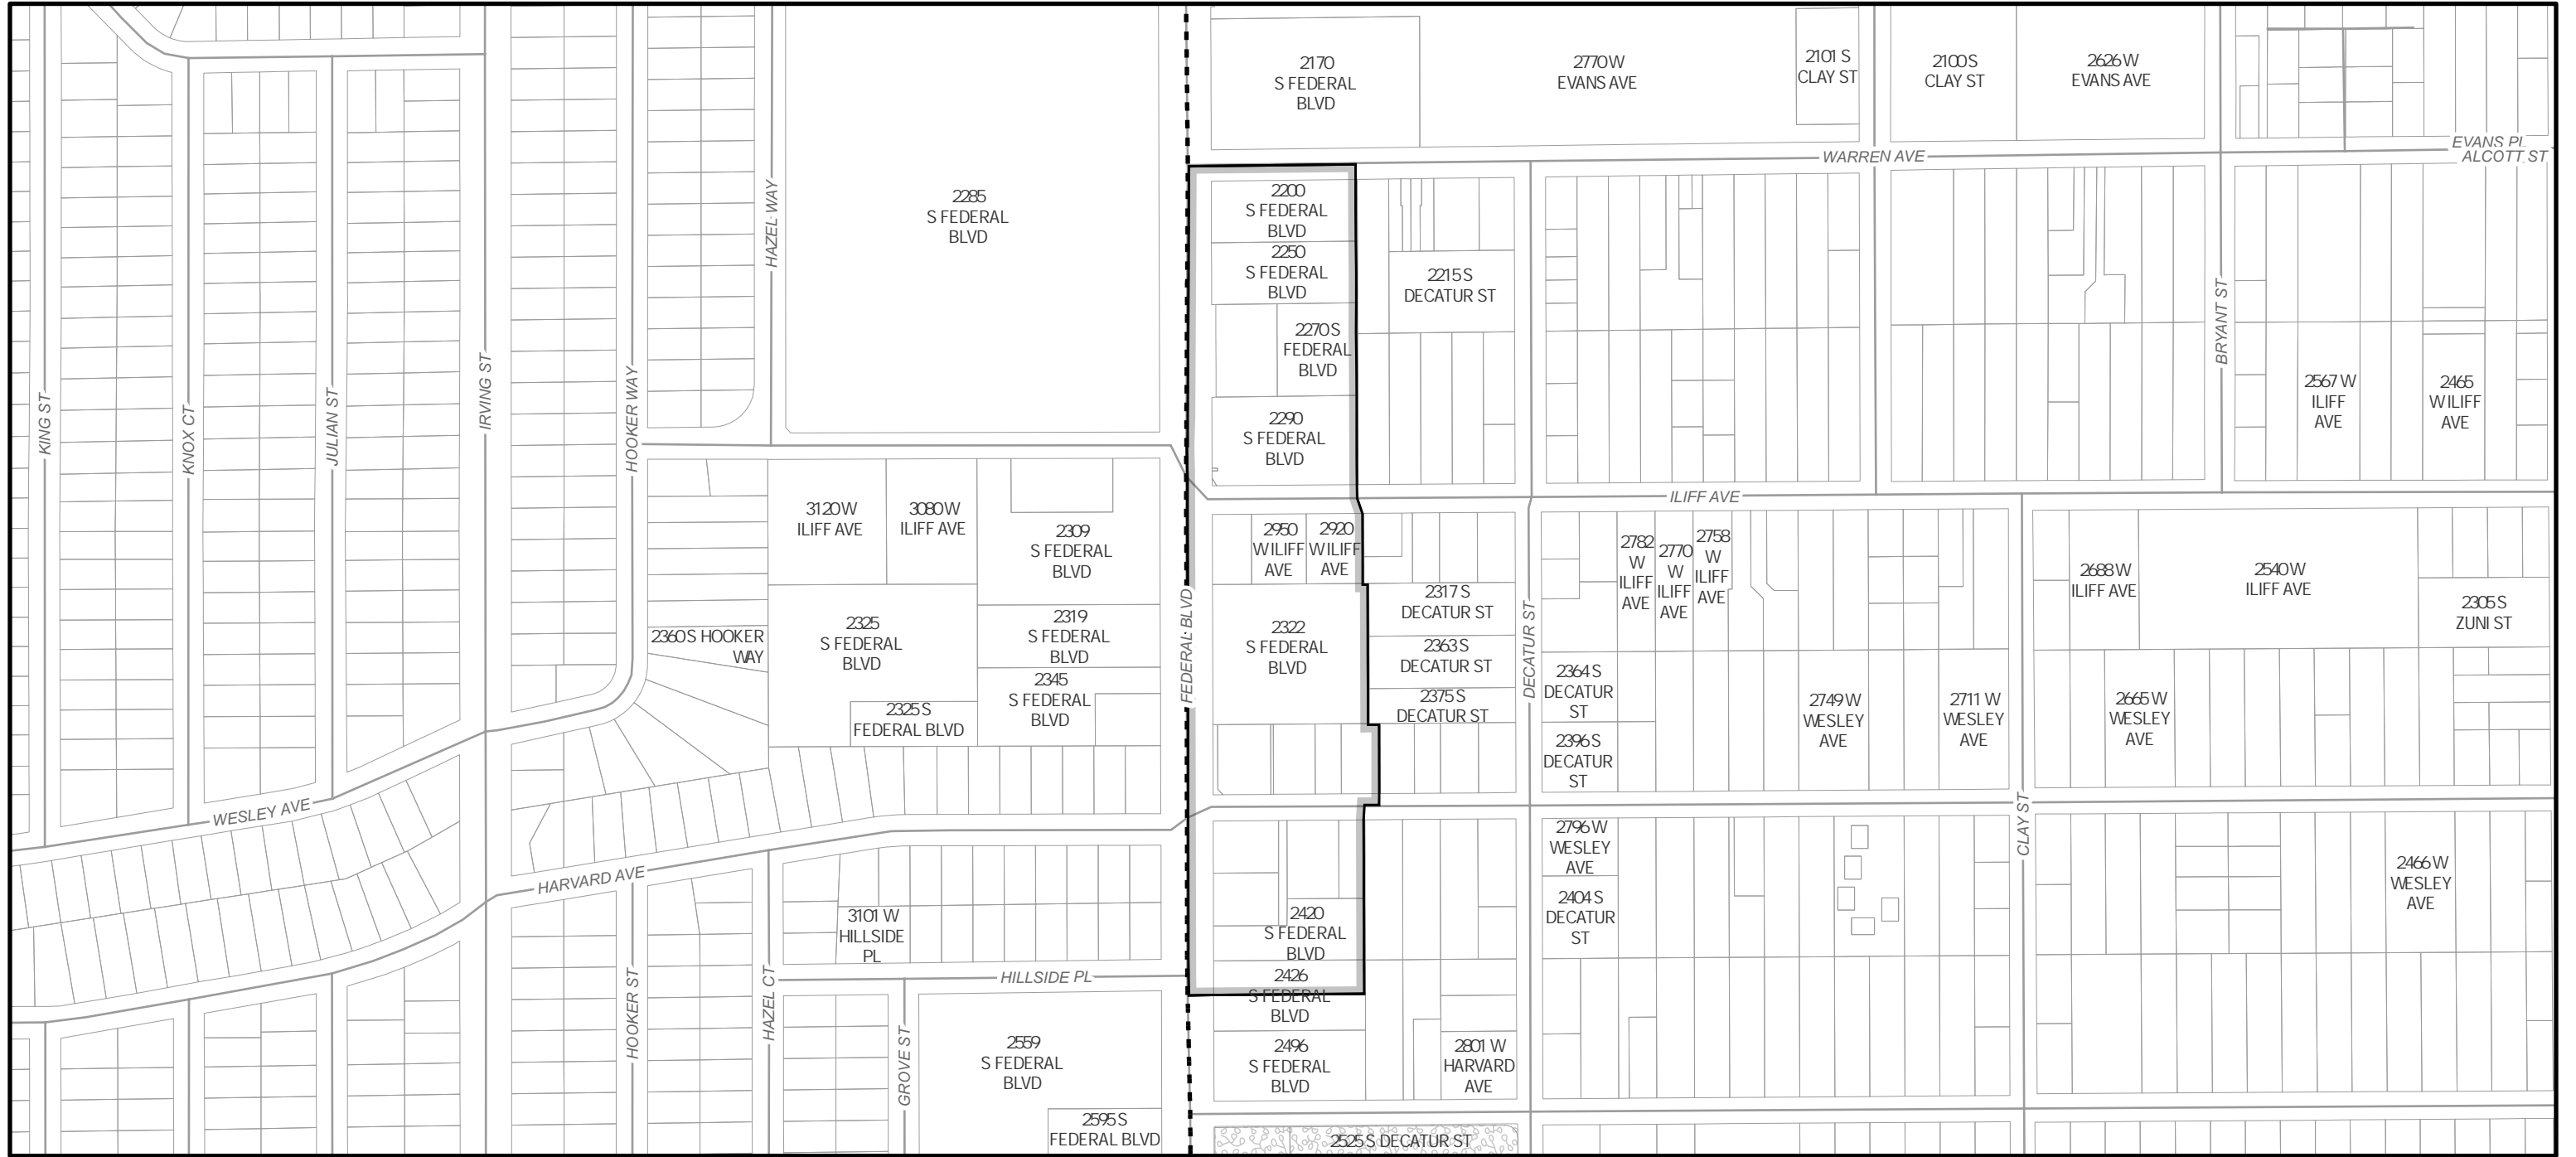 2170
S FEDERAL
BLVD
2770 W
EVANS AVE
2101 S
CLAY ST
2100 S
CLAY ST
2626 W
EVANS AVE
EVANS PL
ALCOTT ST
WARREN AVE
2285
S FEDERAL
BLVD
HAZEL WAY
2200
S FEDERAL
BLVD
2250
S FEDERAL
BLVD
2270 S
FEDERAL
BLVD
2290
S FEDERAL
BLVD
2215 S
DECATUR ST
BRYANT ST
2567 W
ILIFF
AVE
2465
W ILIFF
AVE
KING ST
KNOX CT
JULIAN ST
IRVING ST
HOOKER WAY
ILIFF AVE
3120 W
ILIFF AVE
3080 W
ILIFF AVE
2309
S FEDERAL
BLVD
2950
W ILIFF
AVE
2920
W ILIFF
AVE
2782
W
ILIFF
AVE
2770
W
ILIFF
AVE
2758
W
ILIFF
AVE
2688 W
ILIFF AVE
2540 W
ILIFF AVE
2305 S
ZUNI ST
2360 S HOOKER
WAY
2325
S FEDERAL
BLVD
2319
S FEDERAL
BLVD
2345
S FEDERAL
BLVD
2325 S
FEDERAL BLVD
FEDERAL BLVD
2322
S FEDERAL
BLVD
2317 S
DECATUR ST
2363 S
DECATUR ST
2375 S
DECATUR ST
DECATUR ST
2364 S
DECATUR
ST
2396 S
DECATUR
ST
2749 W
WESLEY
AVE
2711 W
WESLEY
AVE
2665 W
WESLEY
AVE
WESLEY AVE
HARVARD AVE
CLAY ST
2796 W
WESLEY
AVE
2404 S
DECATUR
ST
2466 W
WESLEY
AVE
3101 W
HILLSIDE
PL
2420
S FEDERAL
BLVD
2426
S FEDERAL
BLVD
HILLSIDE PL
HOOKER ST
HAZEL CT
GROVE ST
2559
S FEDERAL
BLVD
2496
S FEDERAL
BLVD
2801 W
HARVARD
AVE
2595 S
FEDERAL BLVD
2525 S DECATUR ST